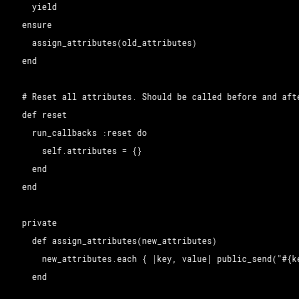 yield
ensure
assign_attributes(old_attributes)
end
# Reset all attributes. Should be called before and afte
def reset
run_callbacks :reset do
self.attributes = {}
end
end
private
def assign_attributes(new_attributes)
new_attributes.each { |key, value| public_send("#{ke
end